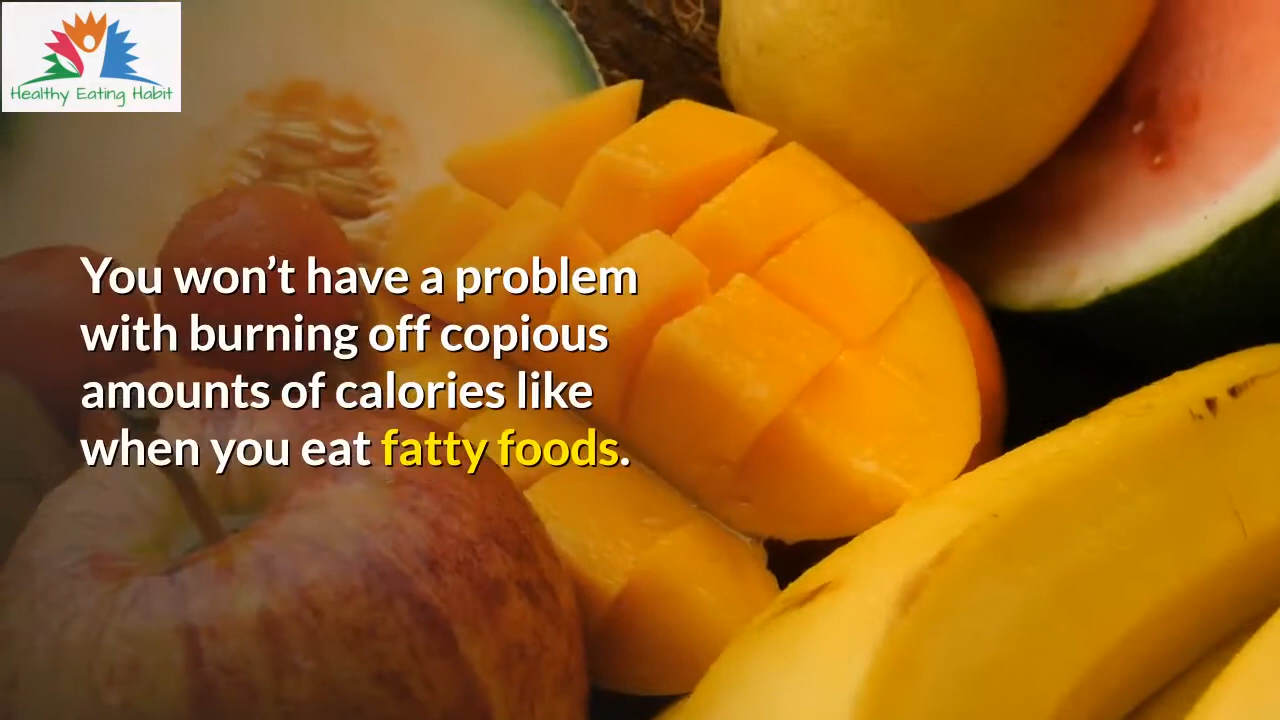 Healthy Eating Habit
You won’t have a problem
with burning off copious
amounts of calories like
when you eat fatty foods.